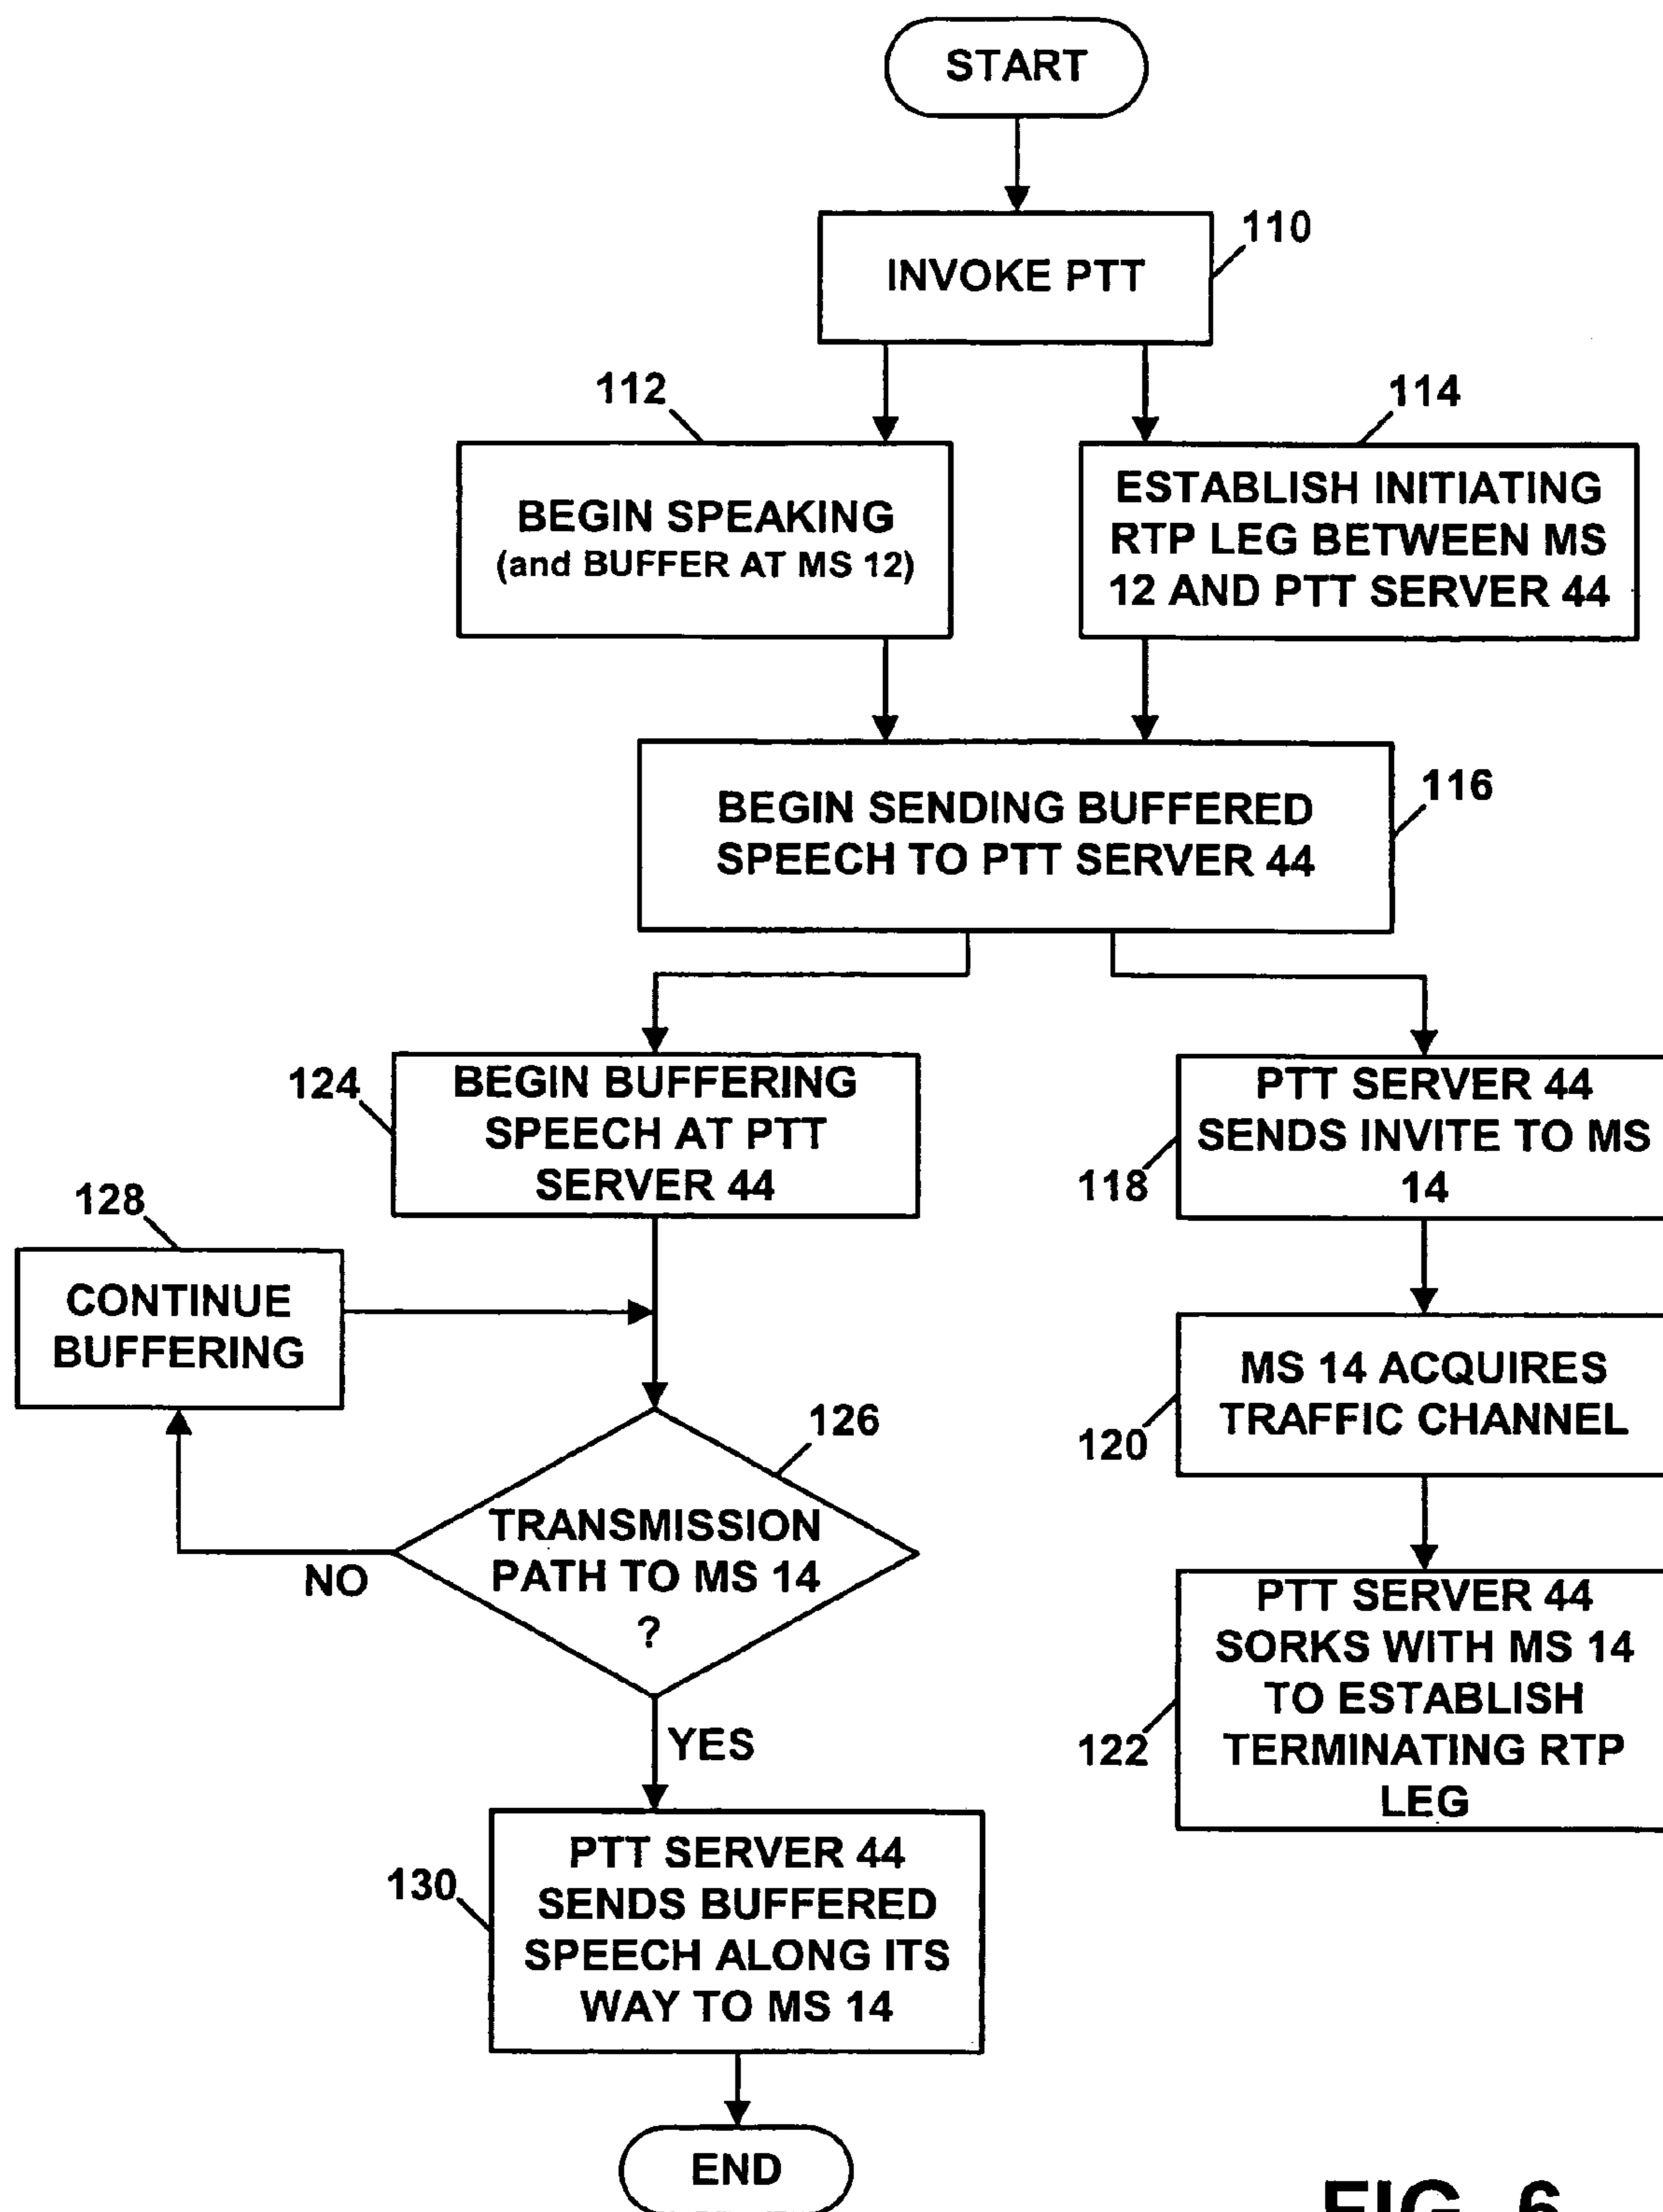 START
INVOKE PTT
110
112
114
BEGIN SPEAKING
(and BUFFER AT MS 12)
ESTABLISH INITIATING
RTP LEG BETWEEN MS
12 AND PTT SERVER 44
116
BEGIN SENDING BUFFERED
SPEECH TO PTT SERVER 44
124
BEGIN BUFFERING
SPEECH AT PTT
SERVER 44
PTT SERVER 44
SENDS INVITE TO MS
14
118
128
CONTINUE
BUFFERING
MS 14 ACQUIRES
TRAFFIC CHANNEL
120
126
TRANSMISSION
PATH TO MS 14
?
NO
YES
PTT SERVER 44
SORKS WITH MS 14
TO ESTABLISH
TERMINATING RTP
LEG
122
130
PTT SERVER 44
SENDS BUFFERED
SPEECH ALONG ITS
WAY TO MS 14
END
FIG. 6